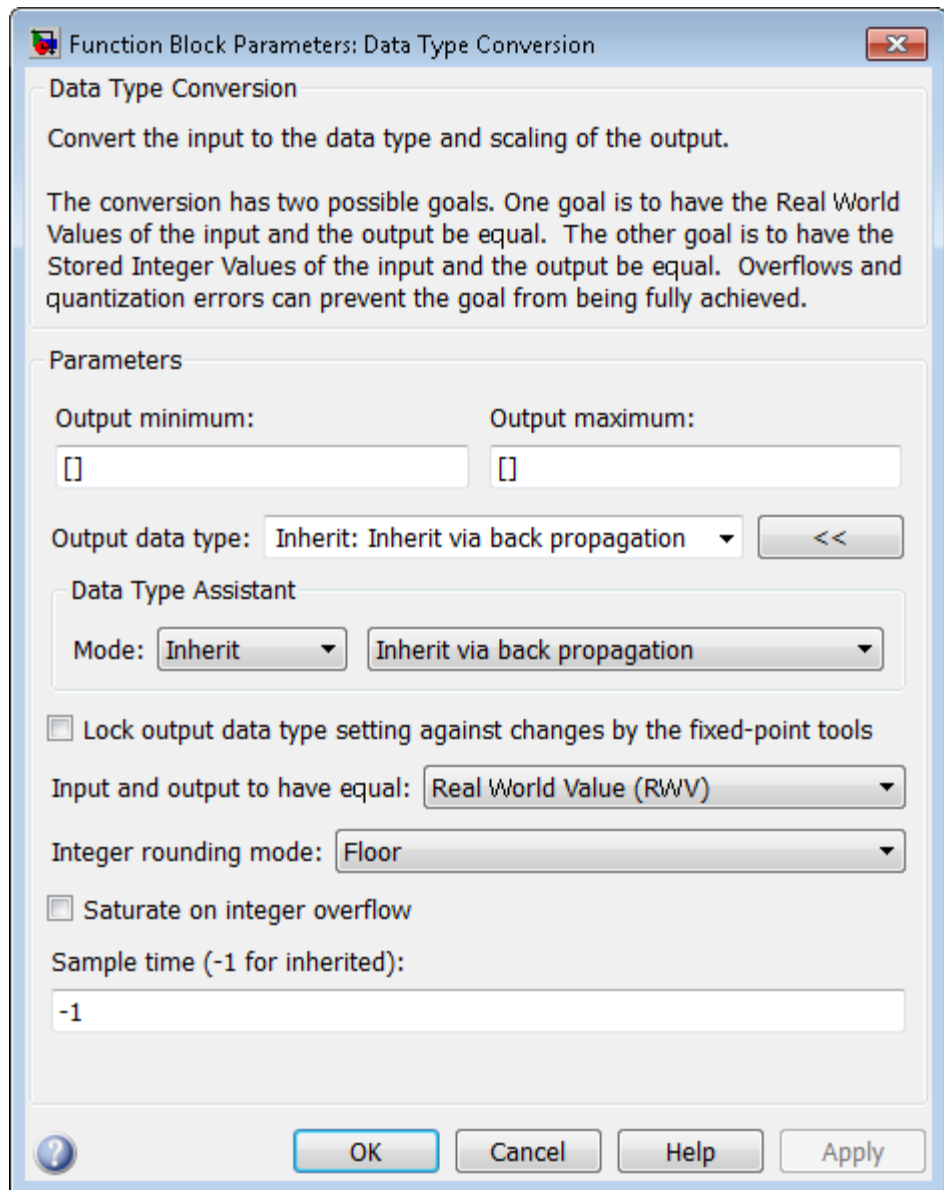 Function Block Parameters: Data Type Conversion
Data Type Conversion
Convert the input to the data type and scaling of the output.
The conversion has two possible goals. One goal is to have the Real World
Values of the input and the output be equal.  The other goal is to have the
Stored Integer Values of the input and the output be equal.  Overflows and
quantization errors can prevent the goal from being fully achieved.
Parameters
Output minimum: Output maximum:
[] []
Output data type: Inherit: Inherit via back propagation <<
Data Type Assistant
Mode: Inherit Inherit via back propagation
Lock output data type setting against changes by the fixed-point tools
Input and output to have equal: Real World Value (RWV)
Integer rounding mode: Floor
Saturate on integer overflow
Sample time (-1 for inherited):
-1
? OK Cancel Help Apply